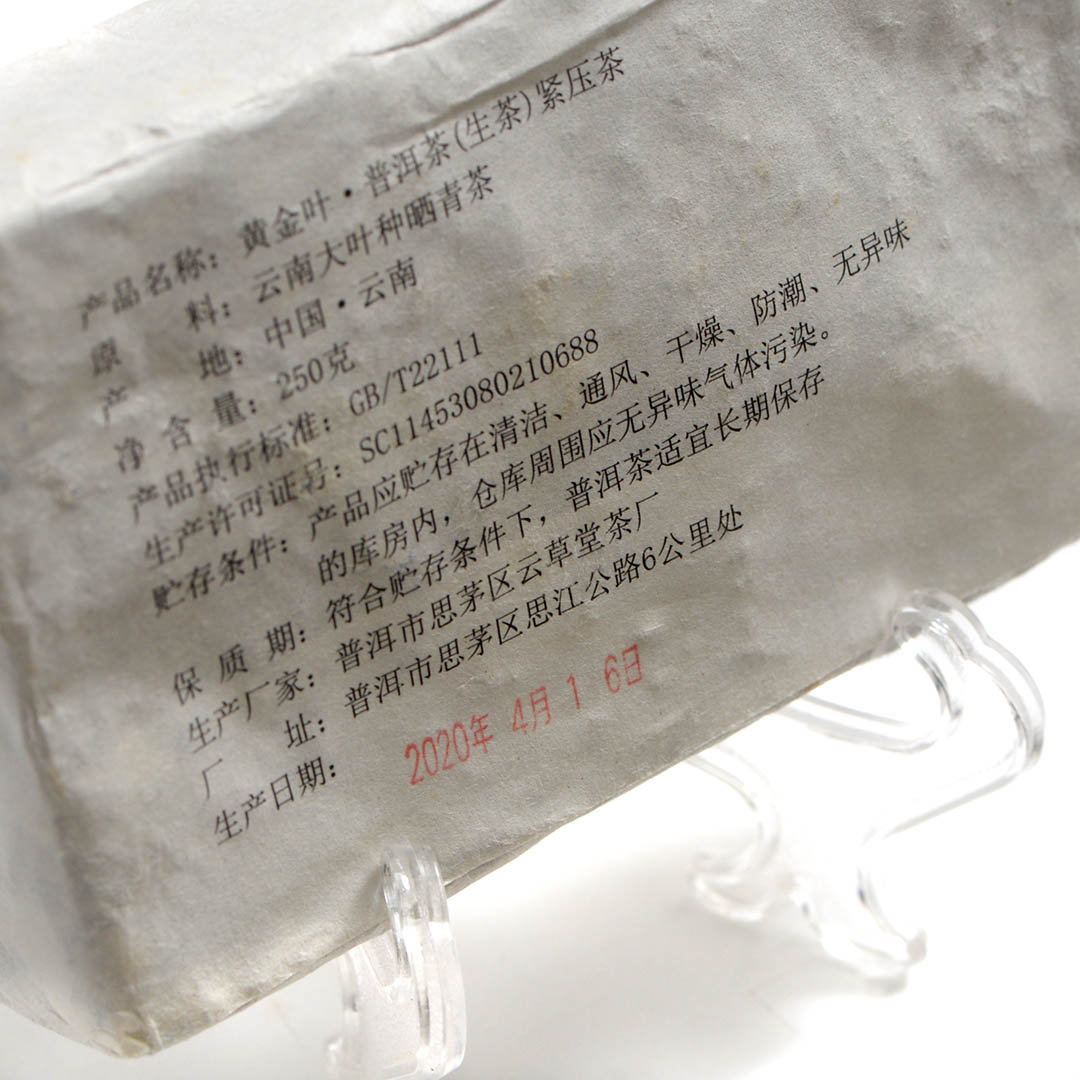 产品名称：黄金叶·普洱茶(生茶)紧压茶
原料：云南大叶种晒青茶
产地：中国·云南
净含量：250克
产品执行标准：GB/T22111
生产许可证号：SC11453080210688
贮存条件：产品应贮存在清洁、通风、干燥、防潮、无异味
的库房内，仓库周围应无异味气体污染。
保质期：符合贮存条件下，普洱茶适宜长期保存
生产厂家：普洱市思茅区云草堂茶厂
厂址：普洱市思茅区思江公路6公里处
生产日期：2020年 4月 1 6日